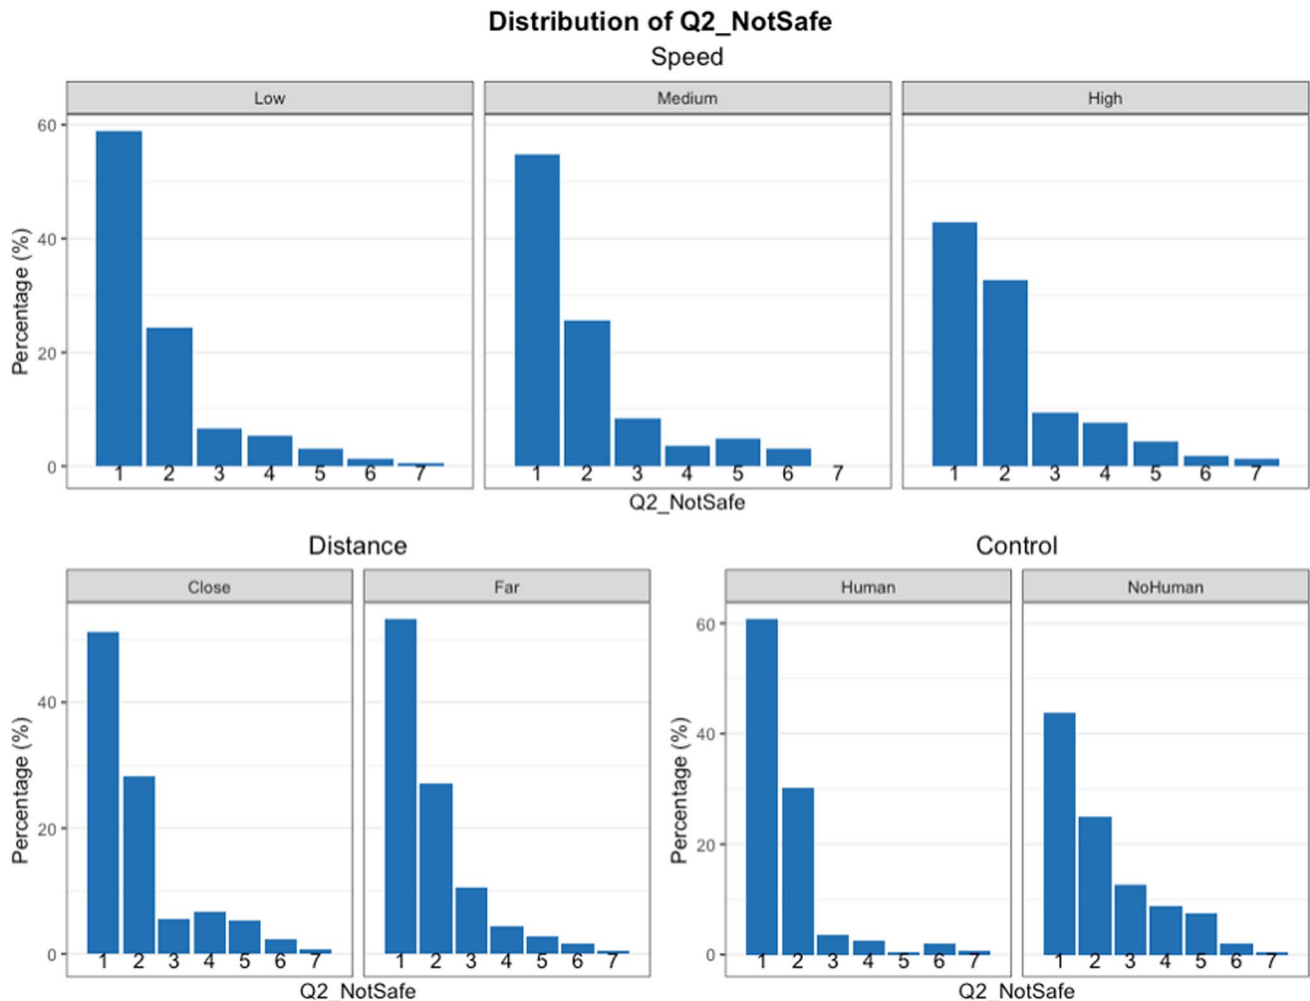 Distribution of Q2_NotSafe
Speed
Low Medium High
60
40
20
0
Percentage (%)
1 2 3 4 5 6 7 1 2 3 4 5 6 7 1 2 3 4 5 6 7
Q2_NotSafe
Distance
Close Far
40
20
0
Percentage (%)
1 2 3 4 5 6 7 1 2 3 4 5 6 7
Q2_NotSafe
Control
Human NoHuman
60
40
20
0
Percentage (%)
1 2 3 4 5 6 7 1 2 3 4 5 6 7
Q2_NotSafe